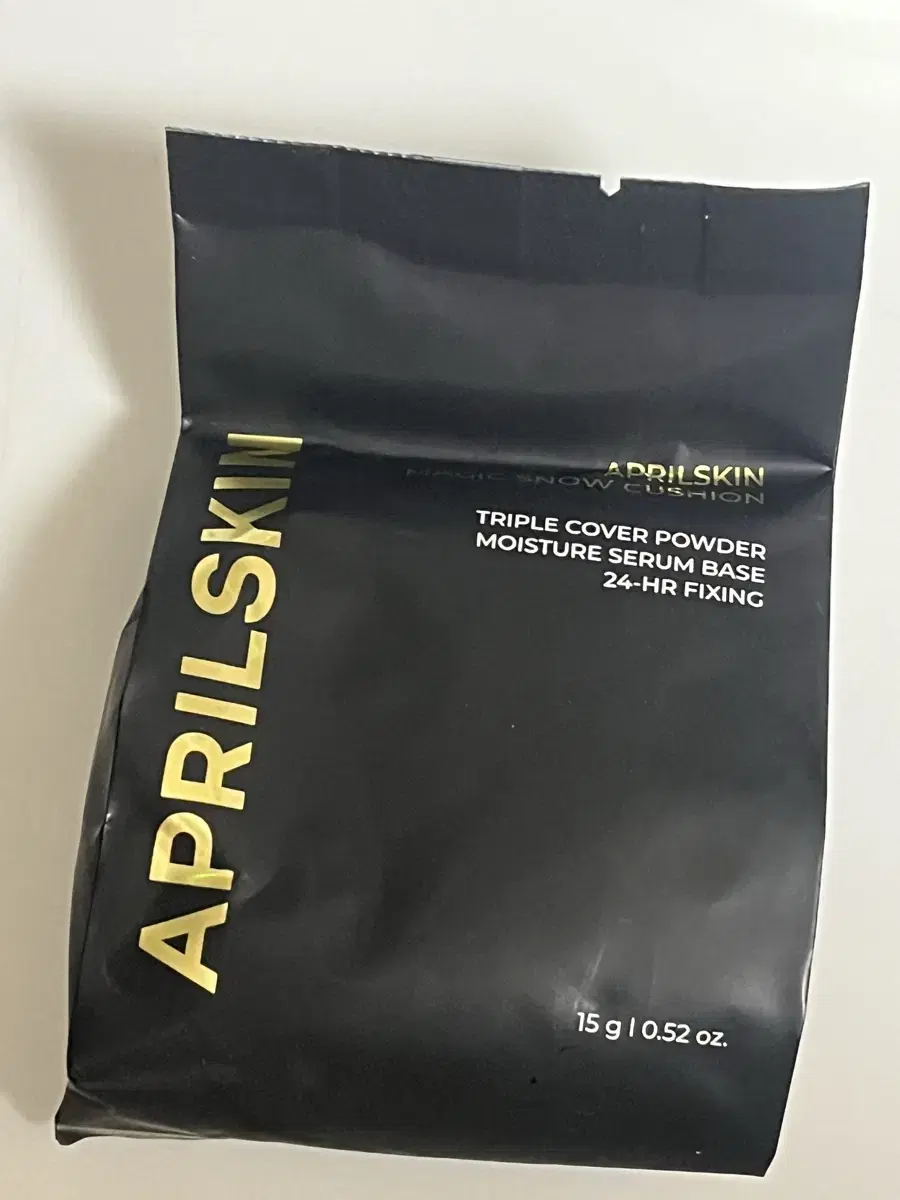 APRILSKIN
APRILSKIN
MAGIC SNOW CUSHION
TRIPLE COVER POWDER
MOISTURE SERUM BASE
24-HR FIXING
15 g | 0.52 oz.